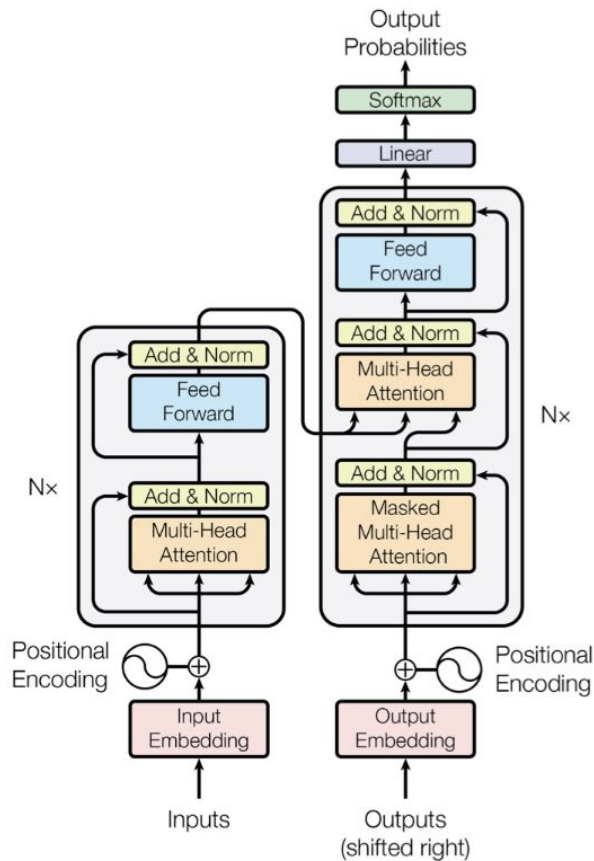 Output
Probabilities
Softmax
Linear
Add & Norm
Feed
Forward
Add & Norm
Multi-Head
Attention
Add & Norm
Masked
Multi-Head
Attention
Nx
Positional
Encoding
Output
Embedding
Outputs
(shifted right)
Add & Norm
Feed
Forward
Add & Norm
Multi-Head
Attention
Nx
Positional
Encoding
Input
Embedding
Inputs